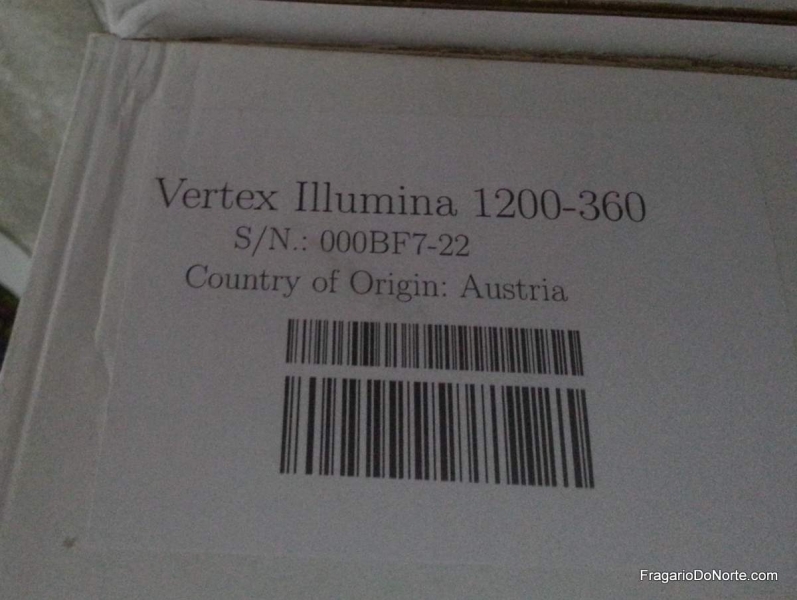 Vertex Illumina 1200-360
S/N.: 000BF7-22
Country of Origin: Austria
FragarioDoNorte.com